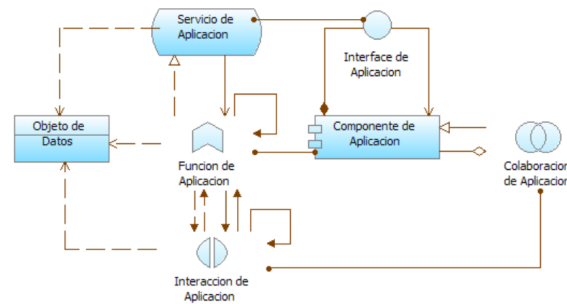 Servicio de
Aplicacion
Interface de
Aplicacion
Objeto de
Datos
Componente de
Aplicacion
Funcion de
Aplicacion
Colaboracion
de Aplicacion
Interaccion de
Aplicacion